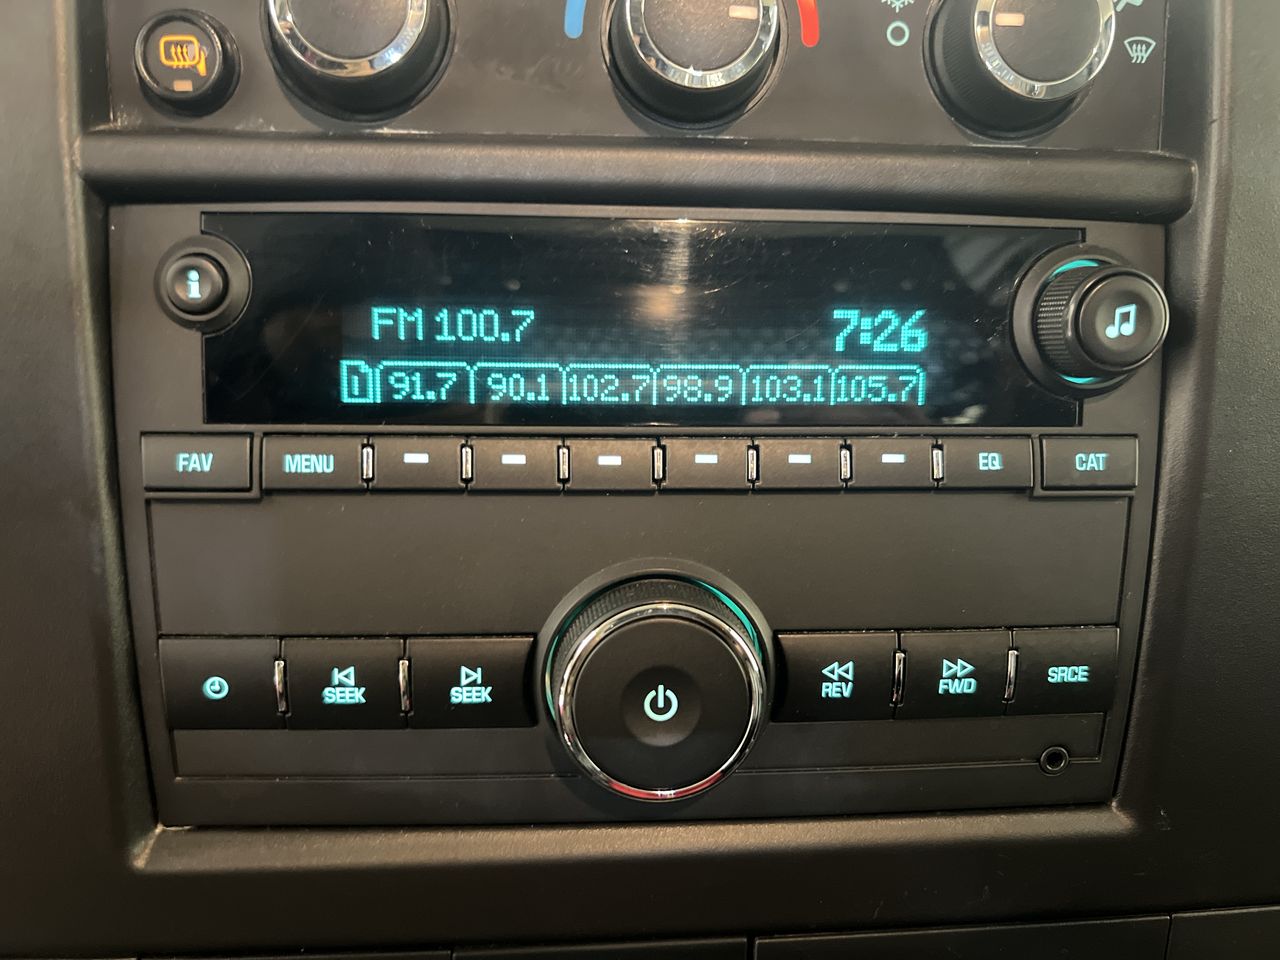 i
FM 100.7 7:26
1 91.7 90.1 102.7 98.9 103.1 105.7
FAV MENU EQ CAT
SEEK SEEK REV FWD SRCE